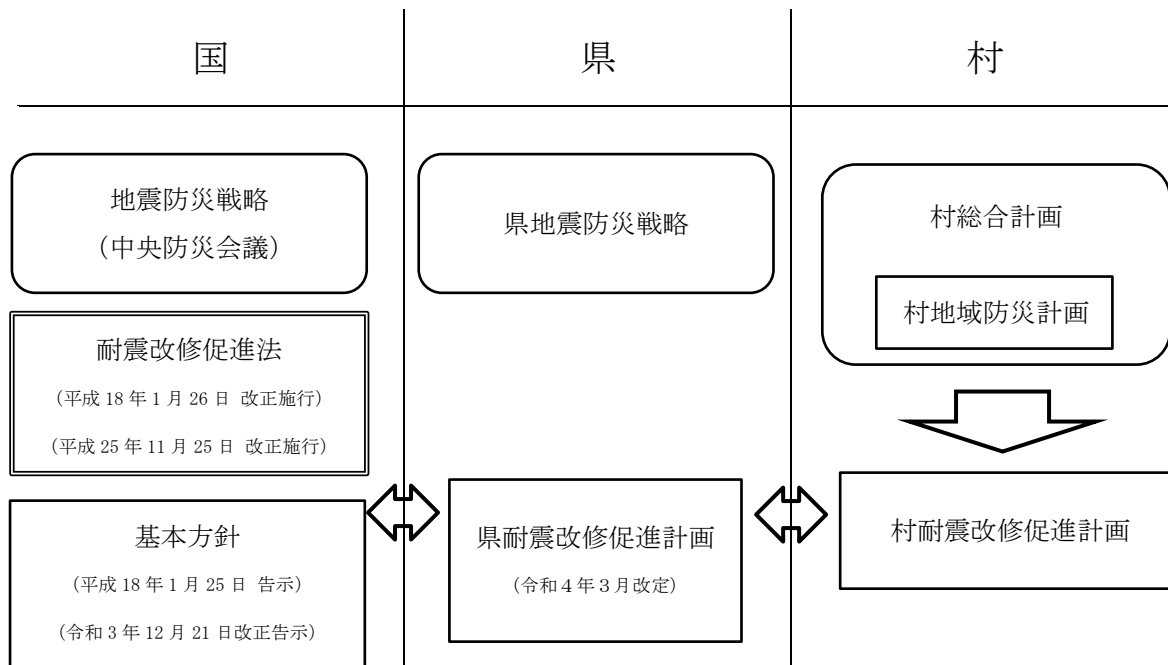 国
県
村
地震防災戦略
（中央防災会議）
県地震防災戦略
村総合計画
村地域防災計画
耐震改修促進法
（平成 18 年 1 月 26 日 改正施行）
（平成 25 年 11 月 25 日 改正施行）
基本方針
（平成 18 年 1 月 25 日 告示）
（令和 3 年 12 月 21 日改正告示）
県耐震改修促進計画
（令和４年３月改定）
村耐震改修促進計画